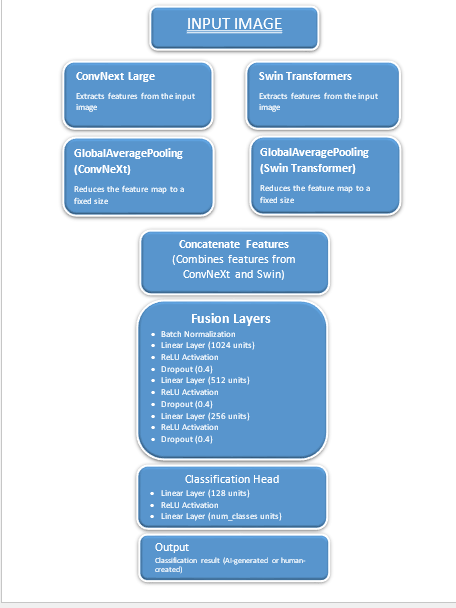 INPUT IMAGE
ConvNext Large
Extracts features from the input
image
Swin Transformers
Extracts features from the input
image
GlobalAveragePooling
(ConvNeXt)
Reduces the feature map to a
fixed size
GlobalAveragePooling
(Swin Transformer)
Reduces the feature map to a
fixed size
Concatenate Features
(Combines features from
ConvNeXt and Swin)
Fusion Layers
• Batch Normalization
• Linear Layer (1024 units)
• ReLU Activation
• Dropout (0.4)
• Linear Layer (512 units)
• ReLU Activation
• Dropout (0.4)
• Linear Layer (256 units)
• ReLU Activation
• Dropout (0.4)
Classification Head
• Linear Layer (128 units)
• ReLU Activation
• Linear Layer (num_classes units)
Output
Classification result (AI-generated or human-
created)